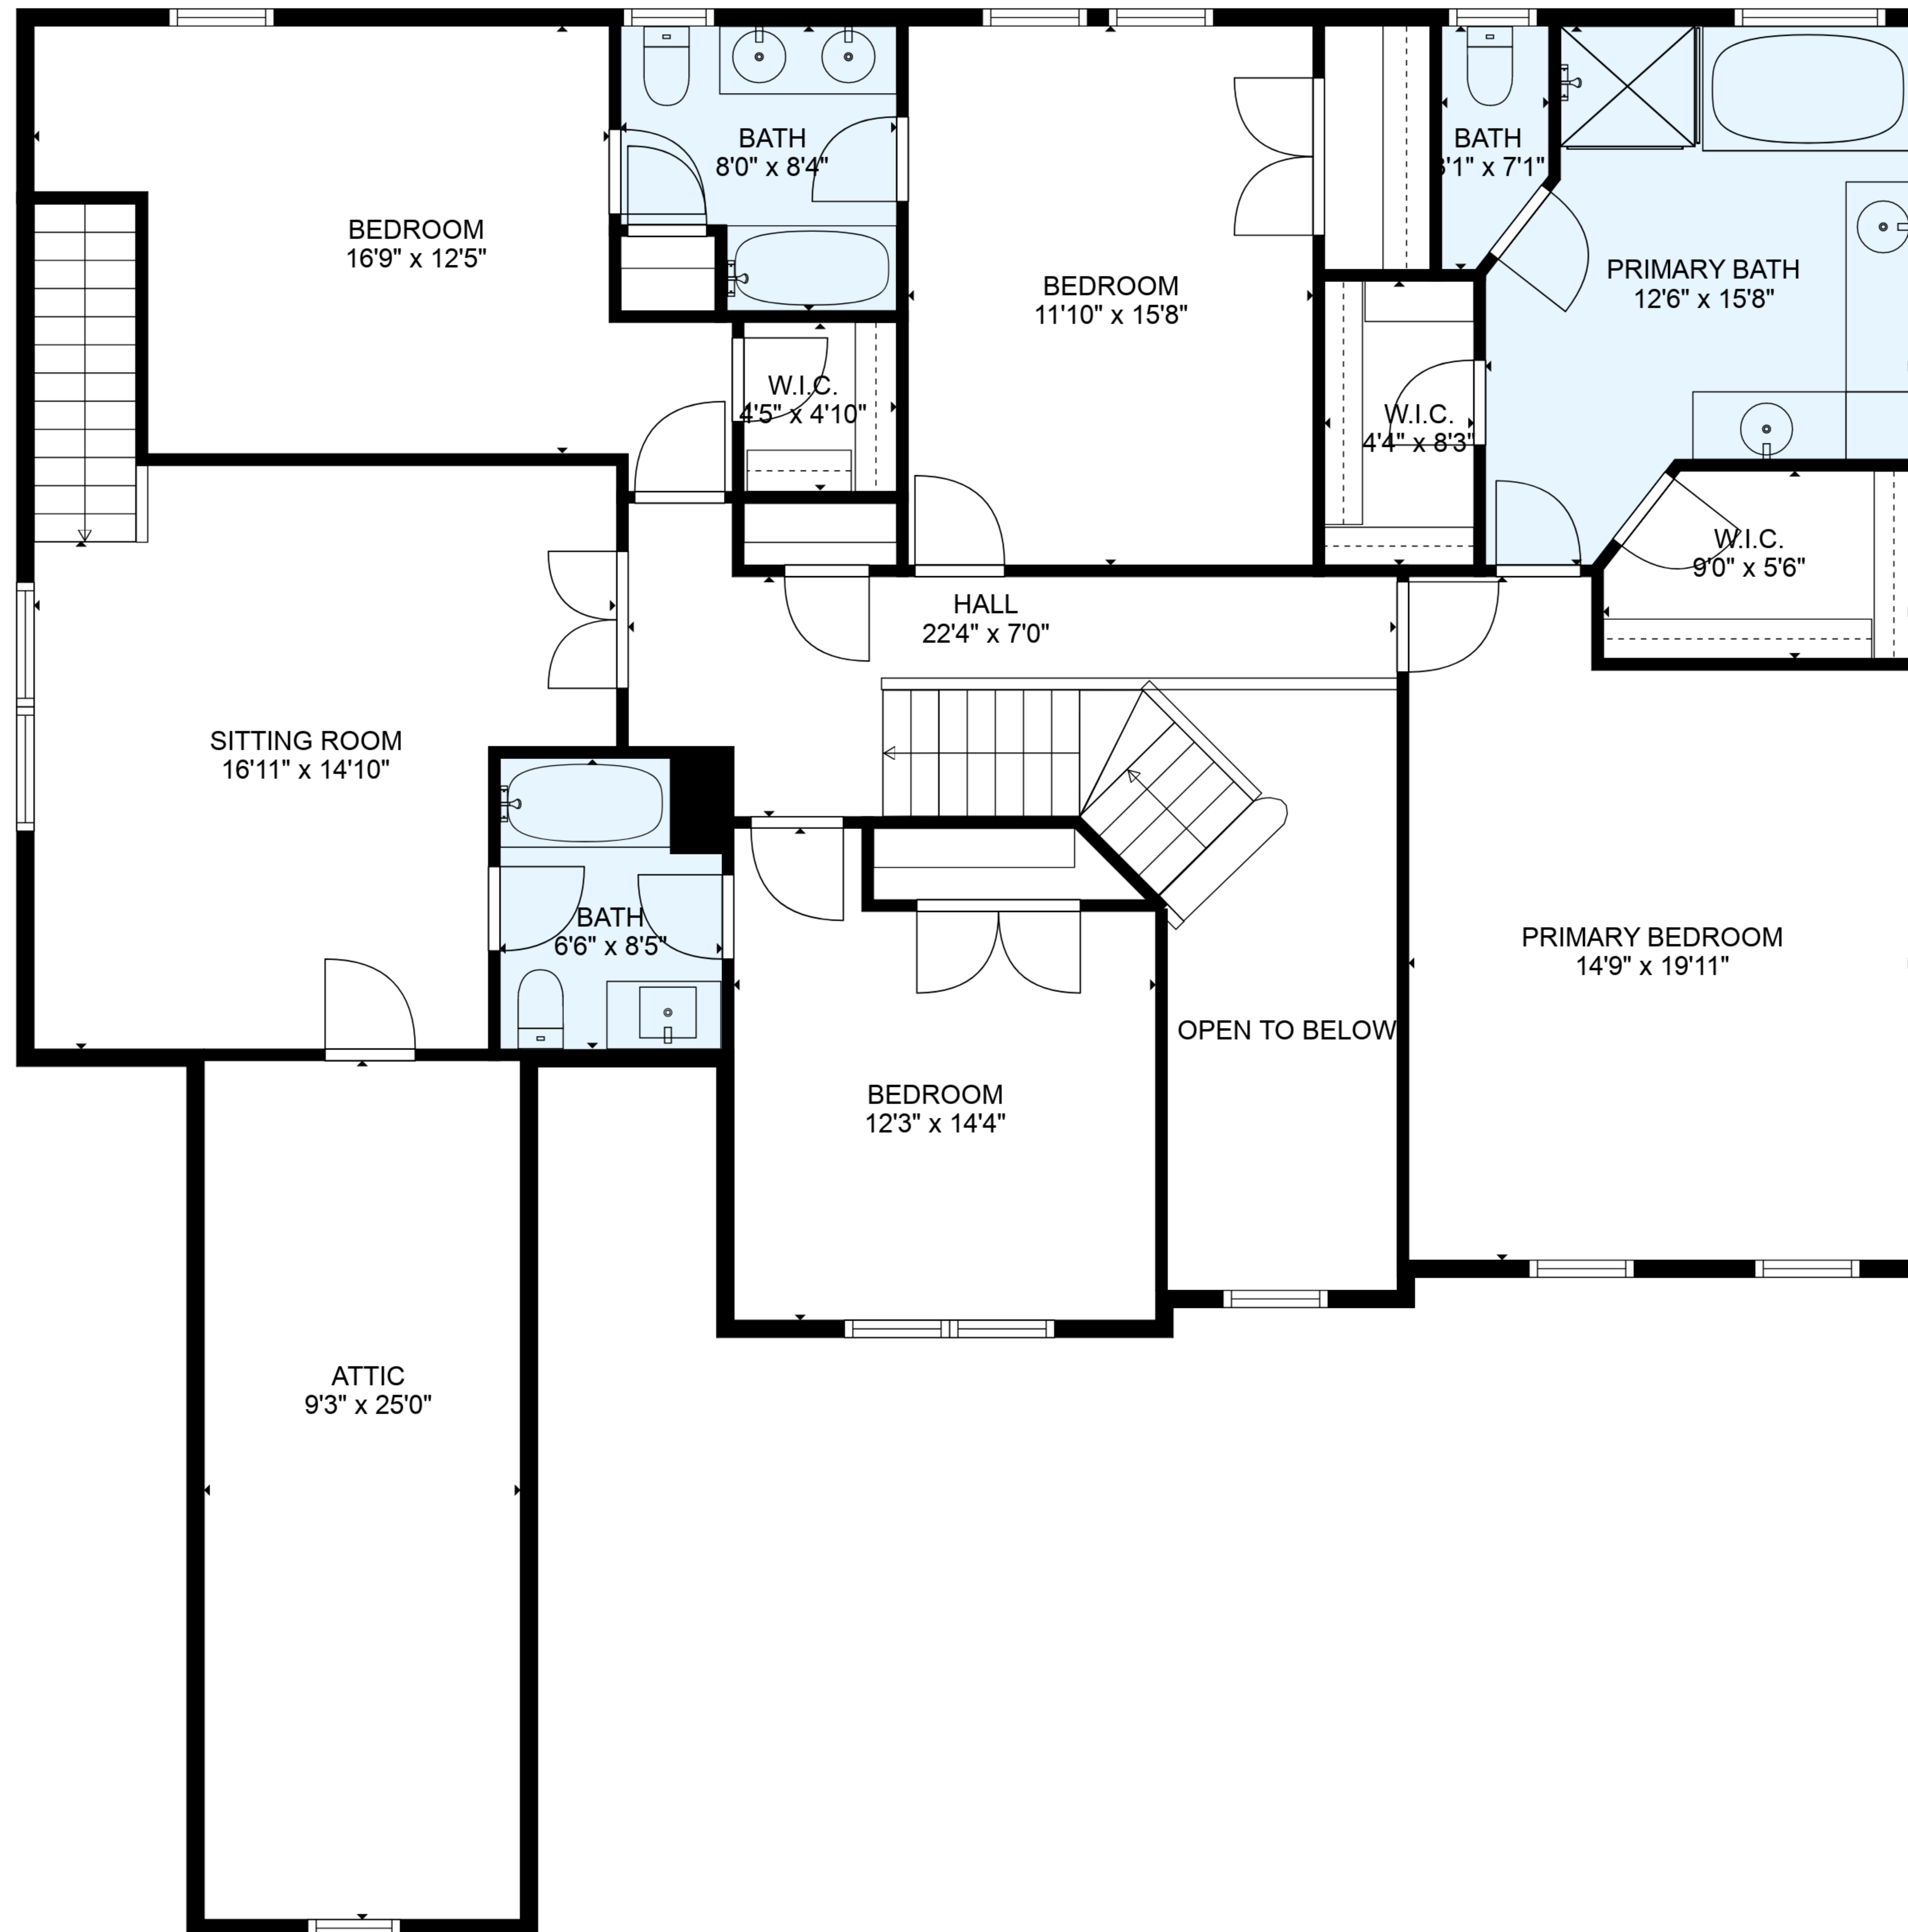 BATH
8'0" x 8'4"
BATH
'1" x 7'1"
BEDROOM
16'9" x 12'5"
BEDROOM
11'10" x 15'8"
PRIMARY BATH
12'6" x 15'8"
W.I.C.
4'5" x 4'10"
W.I.C.
4'4" x 8'3"
W.I.C.
9'0" x 5'6"
HALL
22'4" x 7'0"
SITTING ROOM
16'11" x 14'10"
BATH
6'6" x 8'5"
PRIMARY BEDROOM
14'9" x 19'11"
OPEN TO BELOW
BEDROOM
12'3" x 14'4"
ATTIC
9'3" x 25'0"